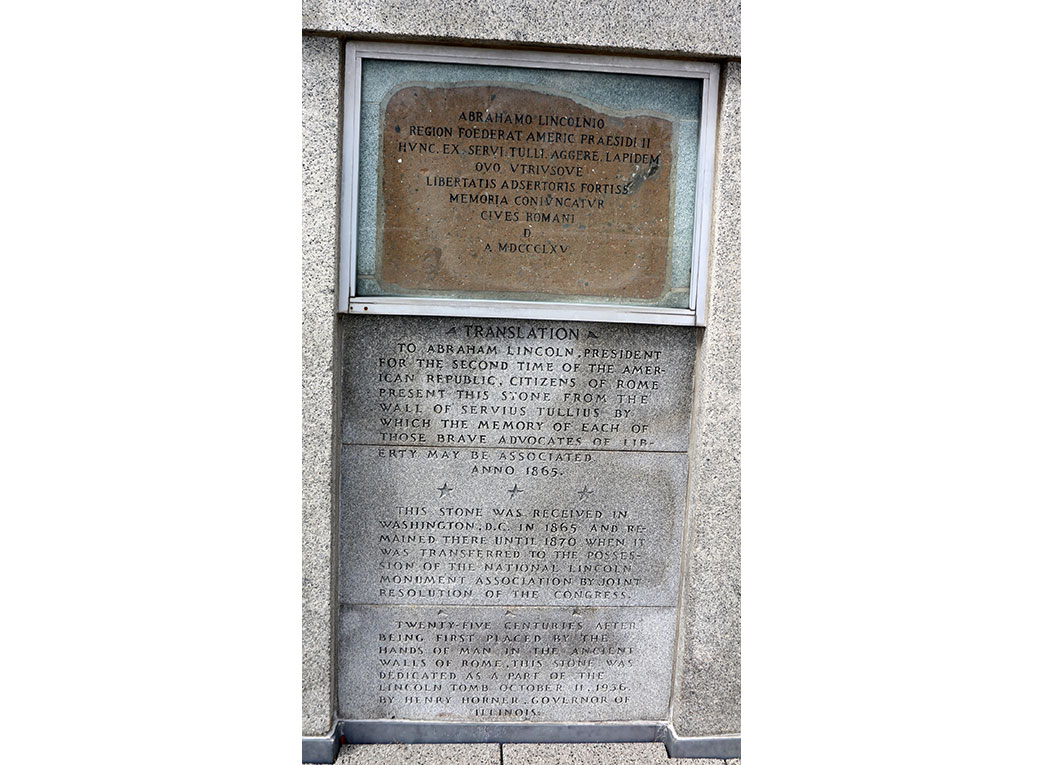 ABRAHAMO LINCOLNIO
REGION FOEDERAT AMERIC PRAESIDI II
HVNC. EX. SERVI. TULLI. AGGERE. LAPIDEM
QVO VTRIVSQVE
LIBERTATIS ADSERTORIS FORTISS
MEMORIA CONIVNCATVR
CIVES ROMANI
D
A MDCCCLXV
TRANSLATION
TO ABRAHAM LINCOLN, PRESIDENT
FOR THE SECOND TIME OF THE AMER-
ICAN REPUBLIC, CITIZENS OF ROME
PRESENT THIS STONE FROM THE
WALL OF SERVIUS TULLIUS BY
WHICH THE MEMORY OF EACH OF
THOSE BRAVE ADVOCATES OF LIB-
ERTY MAY BE ASSOCIATED
ANNO 1865.
THIS STONE WAS RECEIVED IN
WASHINGTON, D.C. IN 1865 AND RE-
MAINED THERE UNTIL 1870 WHEN IT
WAS TRANSFERRED TO THE POSSES-
SION OF THE NATIONAL LINCOLN
MONUMENT ASSOCIATION BY JOINT
RESOLUTION OF THE CONGRESS.
TWENTY-FIVE CENTURIES AFTER
BEING FIRST PLACED BY THE
HANDS OF MAN IN THE ANCIENT
WALLS OF ROME, THIS STONE WAS
DEDICATED AS A PART OF THE
LINCOLN TOMB OCTOBER 11, 1936.
BY HENRY HORNER, GOVERNOR OF
ILLINOIS.